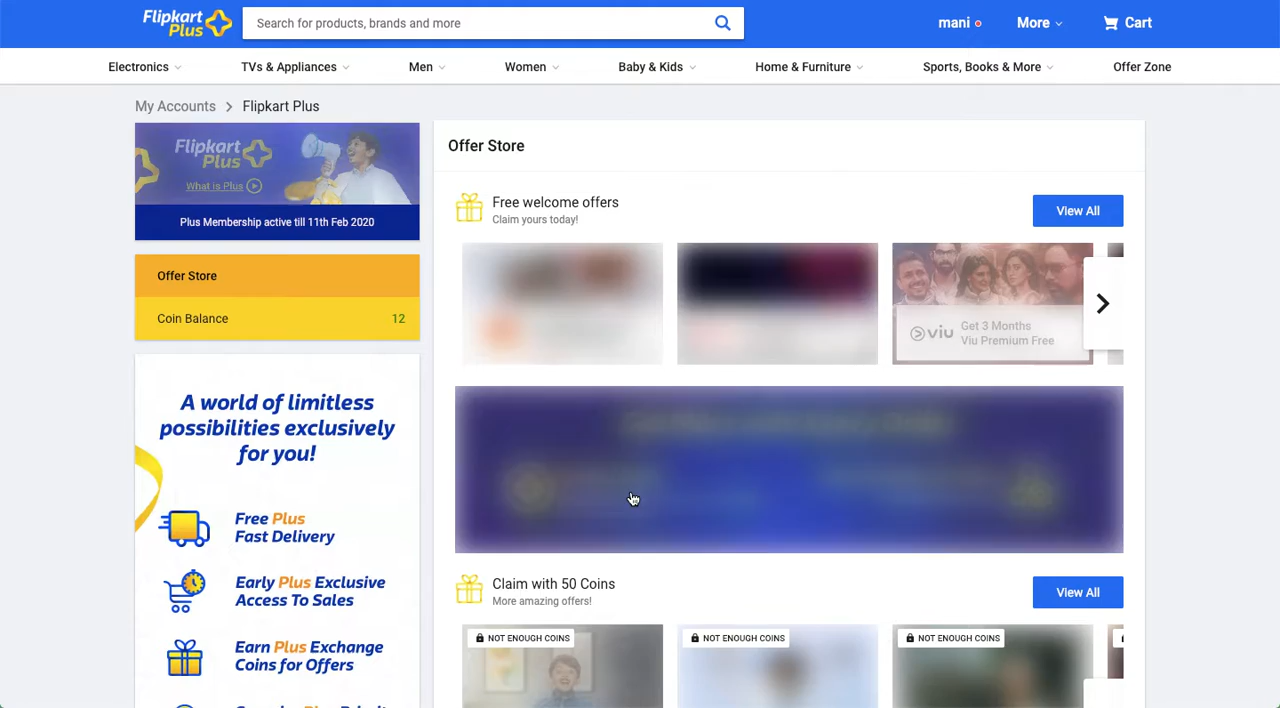 Flipkart
Plus
Search for products, brands and more
mani
More
Cart
Electronics
TVs & Appliances
Men
Women
Baby & Kids
Home & Furniture
Sports, Books & More
Offer Zone
My Accounts > Flipkart Plus
Flipkart
Plus
What is Plus
Plus Membership active till 11th Feb 2020
Offer Store
Coin Balance 12
A world of limitless
possibilities exclusively
for you!
Free Plus
Fast Delivery
Early Plus Exclusive
Access To Sales
Earn Plus Exchange
Coins for Offers
Offer Store
Free welcome offers
Claim yours today!
View All
viu
Get 3 Months
Viu Premium Free
Claim with 50 Coins
More amazing offers!
View All
NOT ENOUGH COINS
NOT ENOUGH COINS
NOT ENOUGH COINS